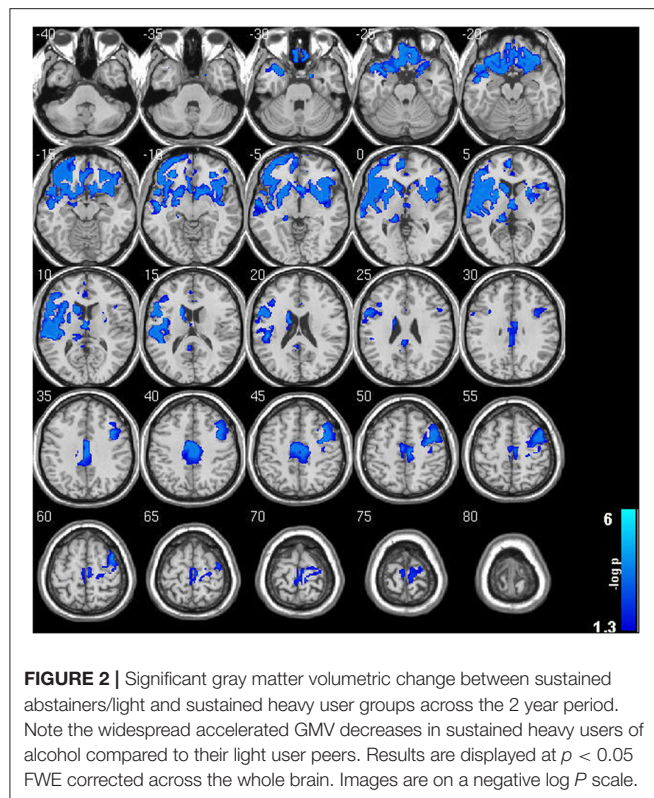 -40 -35 -30 -25 -20
-15 -10 -5 0 5
10 15 20 25 30
35 40 45 50 55
60 65 70 75 80
6
-log p
1.3
FIGURE 2 | Significant gray matter volumetric change between sustained
abstainers/light and sustained heavy user groups across the 2 year period.
Note the widespread accelerated GMV decreases in sustained heavy users of
alcohol compared to their light user peers. Results are displayed at p < 0.05
FWE corrected across the whole brain. Images are on a negative log P scale.